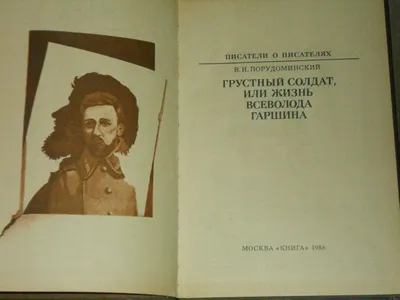 ПИСАТЕЛИ О ПИСАТЕЛЯХ
В. И. ПОРУДОМИНСКИЙ
ГРУСТНЫЙ СОЛДАТ,
ИЛИ ЖИЗНЬ
ВСЕВОЛОДА
ГАРШИНА
МОСКВА «КНИГА» 1986